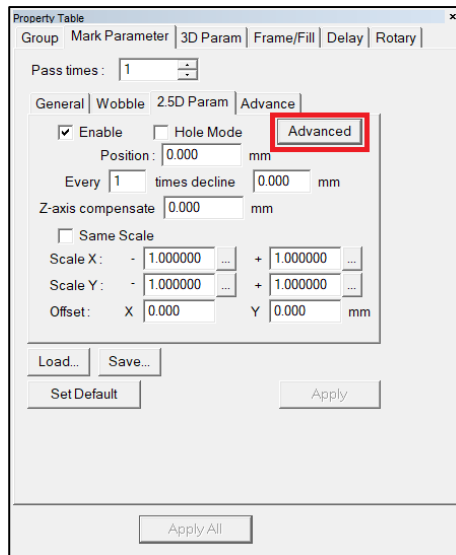 Property Table x
Group Mark Parameter 3D Param Frame/Fill Delay Rotary
Pass times : 1
General Wobble 2.5D Param Advance
Enable Hole Mode Advanced
Position : 0.000 mm
Every 1 times decline 0.000 mm
Z-axis compensate 0.000 mm
Same Scale
Scale X : - 1.000000 ... + 1.000000 ...
Scale Y : - 1.000000 ... + 1.000000 ...
Offset : X 0.000 Y 0.000 mm
Load... Save...
Set Default Apply
Apply All